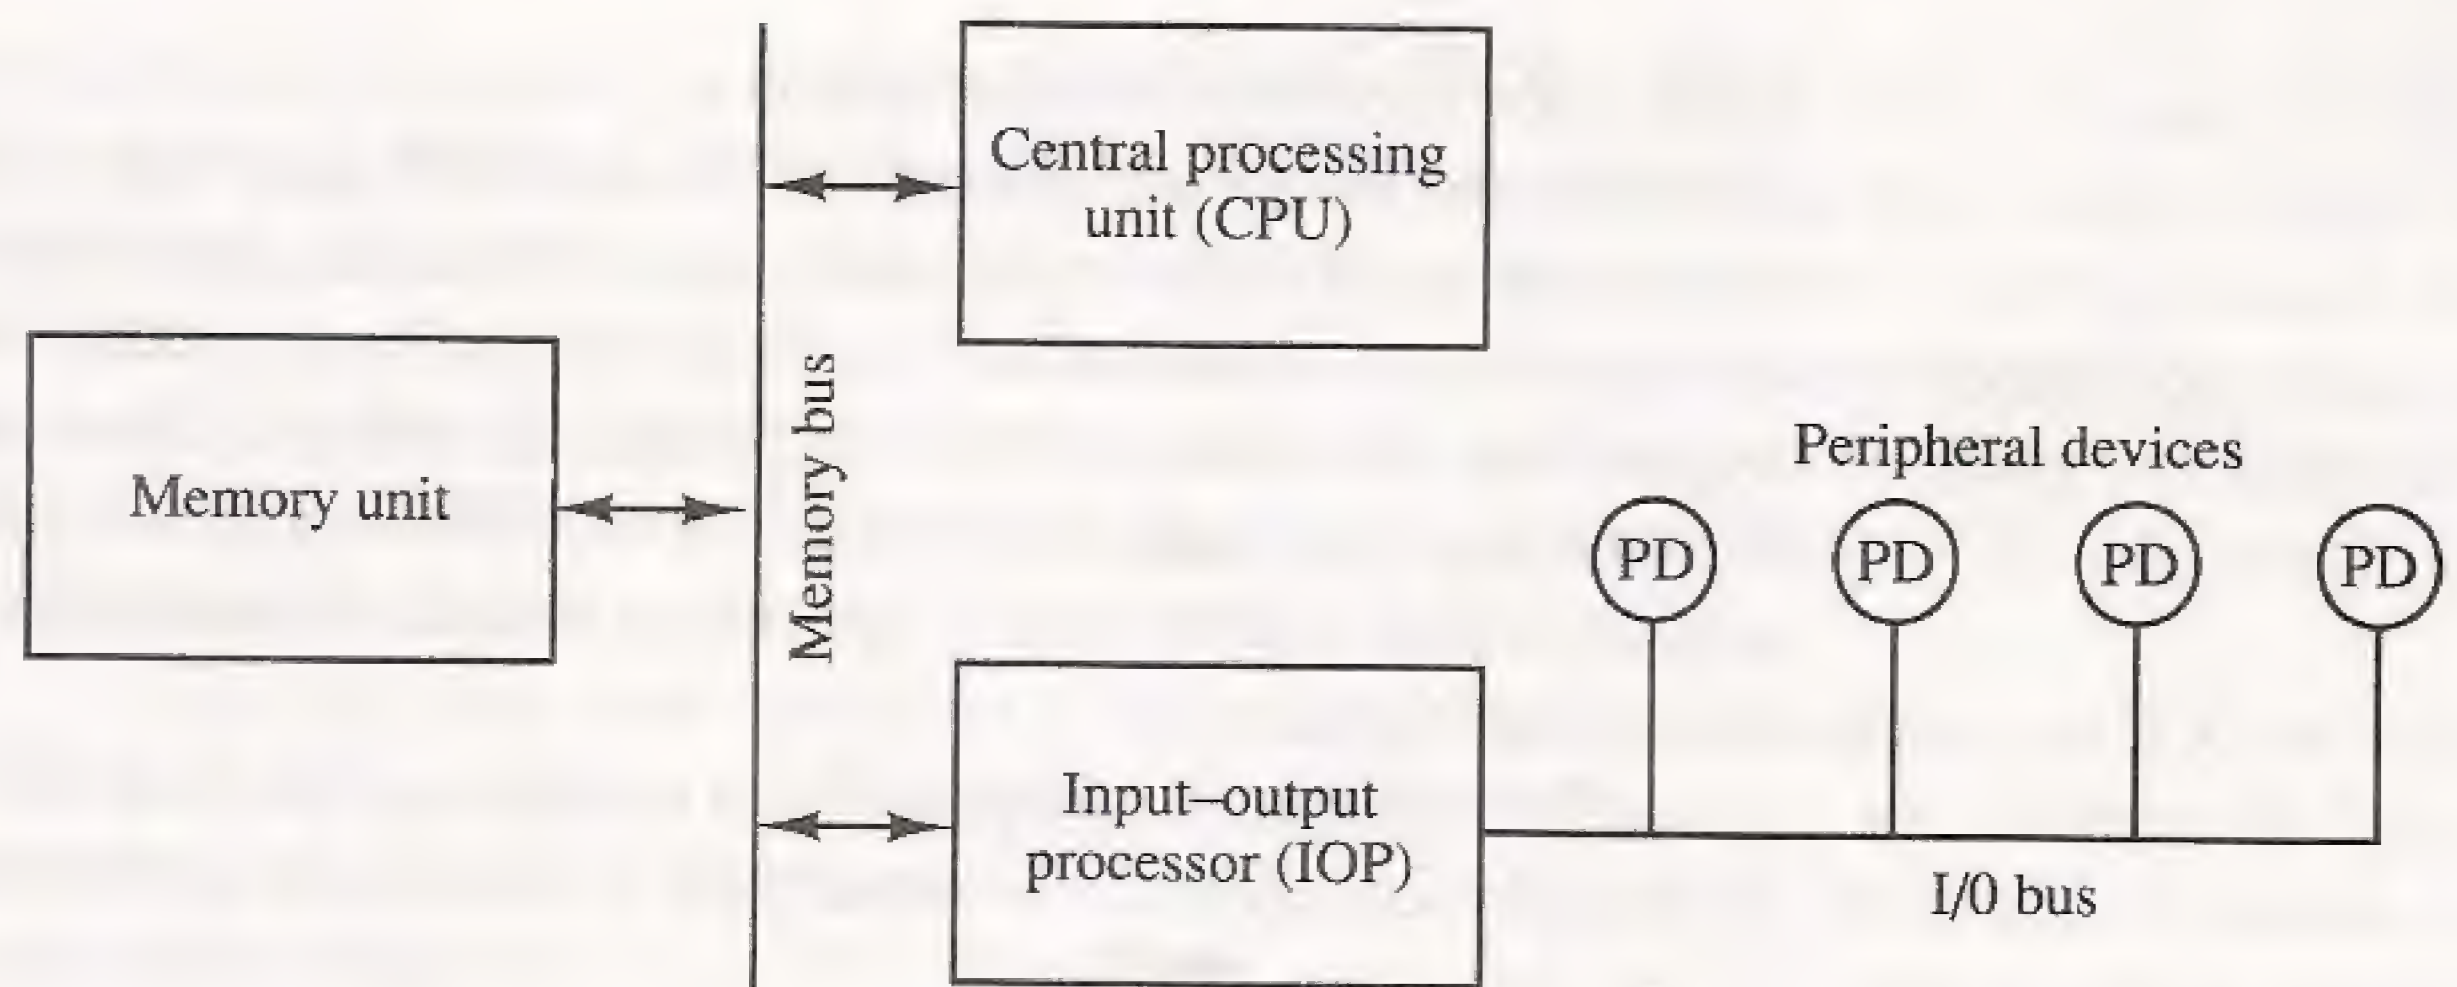 Central processing
unit (CPU)
Memory unit
Memory bus
Peripheral devices
PD PD PD PD
Input–output
processor (IOP)
I/0 bus